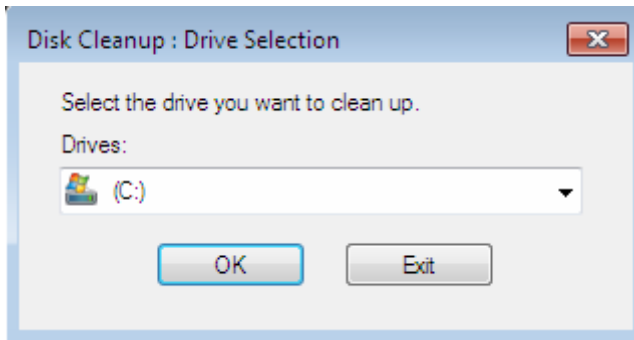 Disk Cleanup : Drive Selection
Select the drive you want to clean up.
Drives:
(C:)
OK Exit